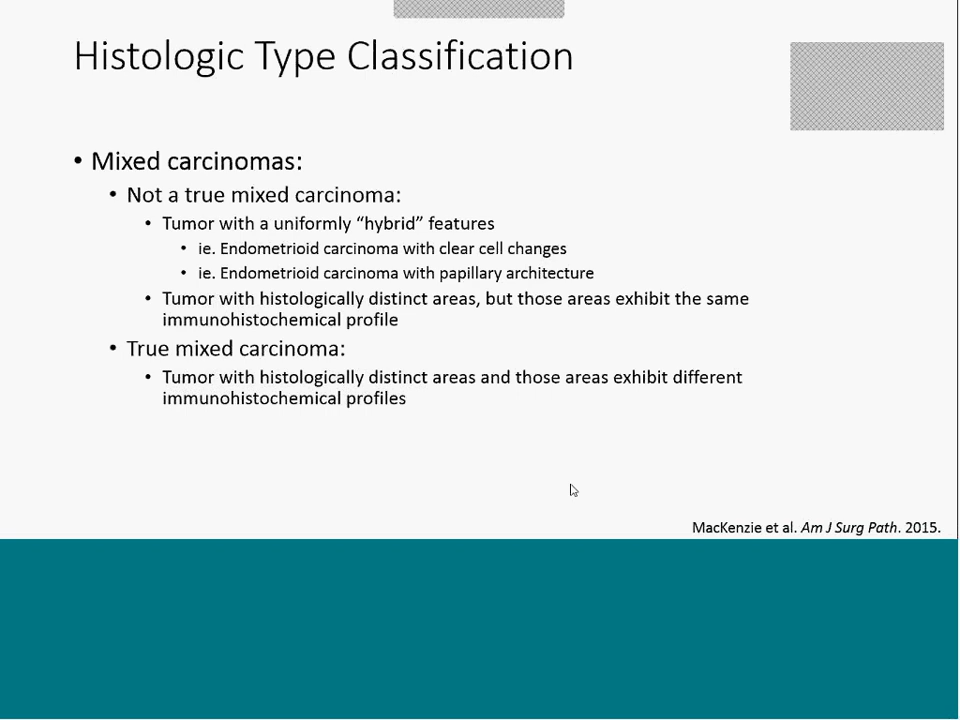 Histologic Type Classification
• Mixed carcinomas:
• Not a true mixed carcinoma:
• Tumor with a uniformly “hybrid” features
• ie. Endometrioid carcinoma with clear cell changes
• ie. Endometrioid carcinoma with papillary architecture
• Tumor with histologically distinct areas, but those areas exhibit the same
immunohistochemical profile
• True mixed carcinoma:
• Tumor with histologically distinct areas and those areas exhibit different
immunohistochemical profiles
MacKenzie et al. Am J Surg Path. 2015.